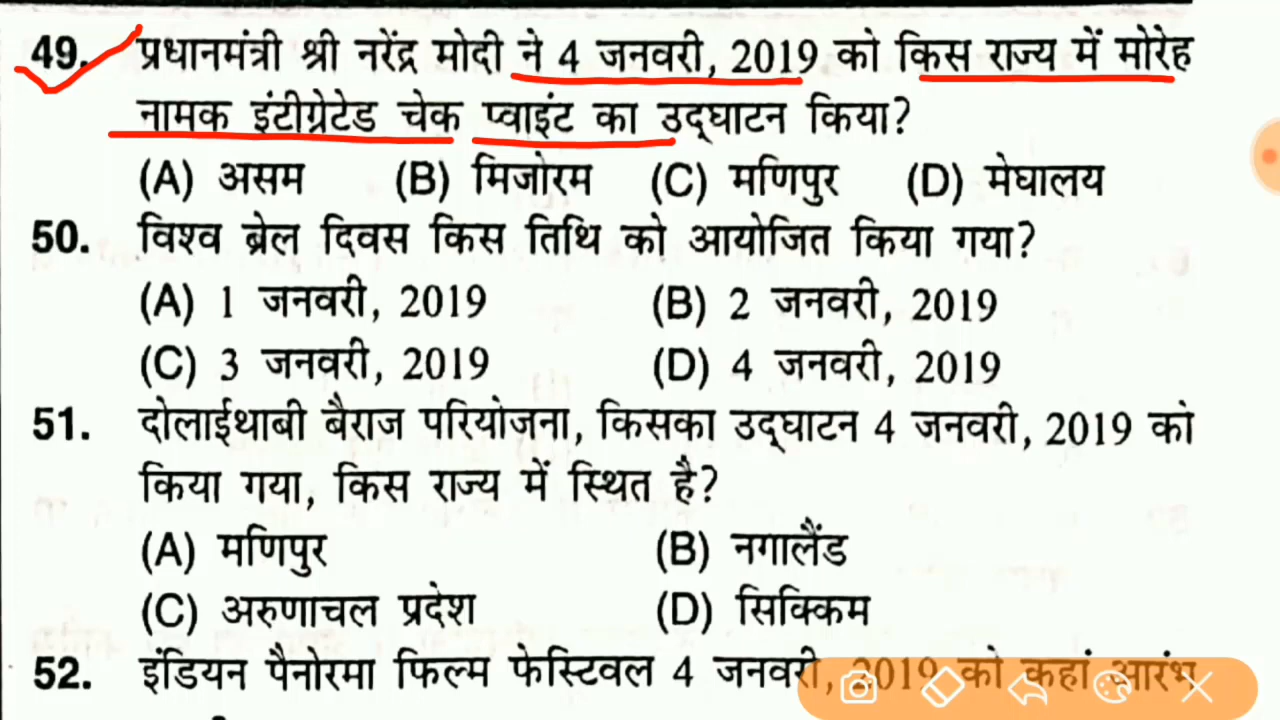 49. प्रधानमंत्री श्री नरेंद्र मोदी ने 4 जनवरी, 2019 को किस राज्य में मोरेह
नामक इंटीग्रेटेड चेक प्वाइंट का उद्घाटन किया?
(A) असम (B) मिजोरम (C) मणिपुर (D) मेघालय
50. विश्व ब्रेल दिवस किस तिथि को आयोजित किया गया?
(A) 1 जनवरी, 2019 (B) 2 जनवरी, 2019
(C) 3 जनवरी, 2019 (D) 4 जनवरी, 2019
51. दोलाईथाबी बैराज परियोजना, किसका उद्घाटन 4 जनवरी, 2019 को
किया गया, किस राज्य में स्थित है?
(A) मणिपुर (B) नगालैंड
(C) अरुणाचल प्रदेश (D) सिक्किम
52. इंडियन पैनोरमा फिल्म फेस्टिवल 4 जनवरी, 2019 को कहां आरंभ